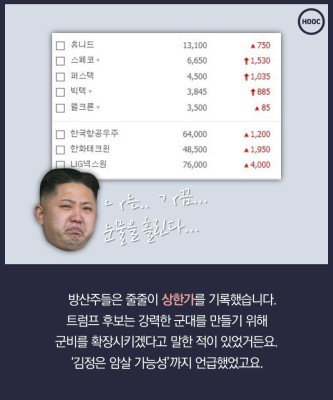 HOOC
휴니드 13,100 ▲750
스페코 * 6,650 ↑1,530
퍼스텍 4,500 ↑1,035
빅텍 * 3,845 ↑885
웰크론 * 3,500 ▲85
한국항공우주 64,000 ▲1,200
한화테크윈 48,500 ▲1,950
LIG넥스원 76,000 ▲4,000
나는.. 가끔...
눈물을 흘린다...
방산주들은 줄줄이 상한가를 기록했습니다.
트럼프 후보는 강력한 군대를 만들기 위해
군비를 확장시키겠다고 말한 적이 있었거든요.
'김정은 암살 가능성'까지 언급했었고요.